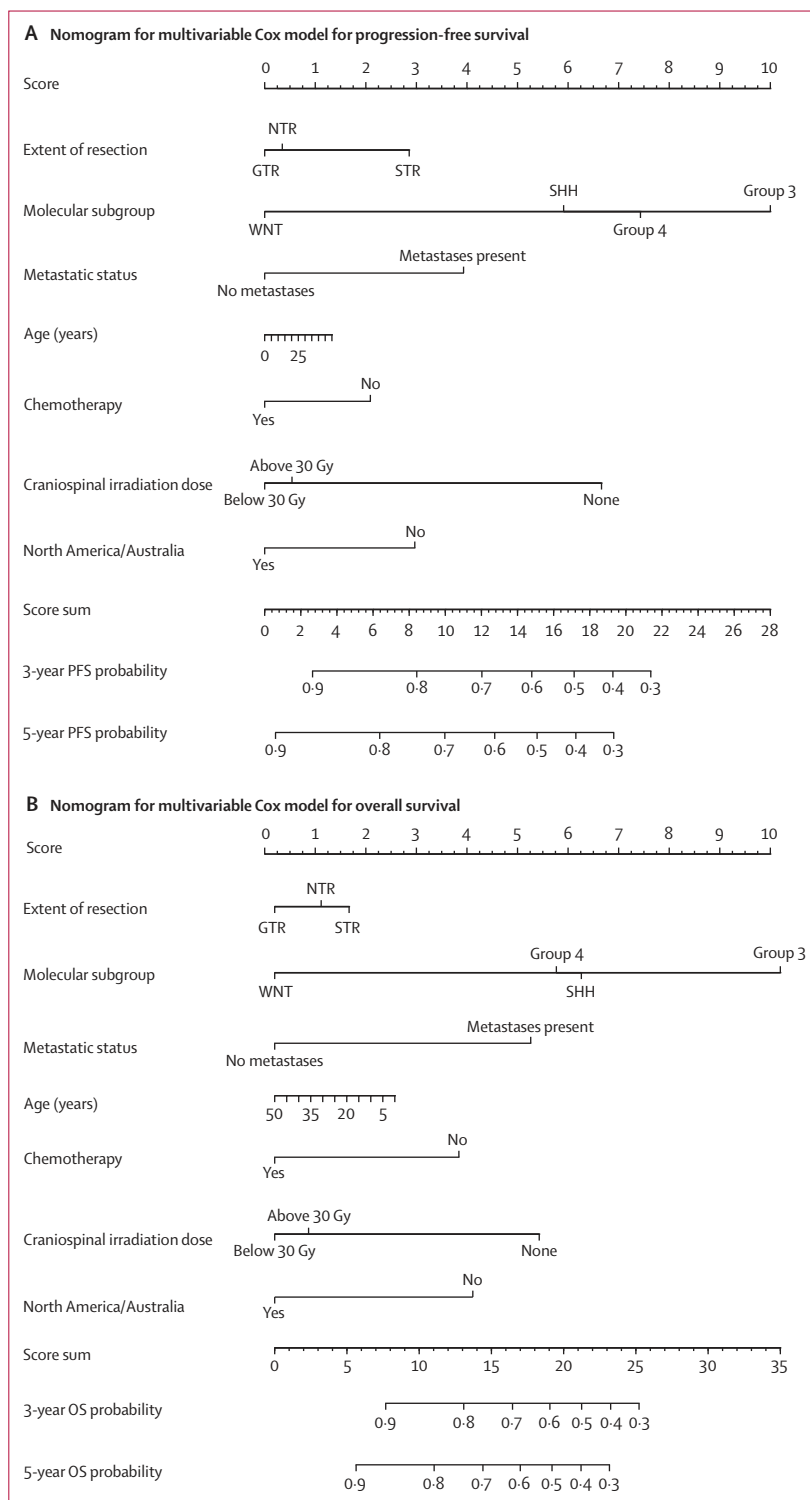 A Nomogram for multivariable Cox model for progression-free survival
0 1 2 3 4 5 6 7 8 9 10
Score
NTR
Extent of resection
GTR STR
SHH Group 3
Molecular subgroup
WNT Group 4
Metastases present
Metastatic status
No metastases
Age (years)
0 25
No
Chemotherapy
Yes
Above 30 Gy
Craniospinal irradiation dose
Below 30 Gy None
No
North America/Australia
Yes
Score sum
0 2 4 6 8 10 12 14 16 18 20 22 24 26 28
3-year PFS probability
0·9 0·8 0·7 0·6 0·5 0·4 0·3
5-year PFS probability
0·9 0·8 0·7 0·6 0·5 0·4 0·3
B Nomogram for multivariable Cox model for overall survival
0 1 2 3 4 5 6 7 8 9 10
Score
NTR
Extent of resection
GTR STR
Group 4 Group 3
Molecular subgroup
WNT SHH
Metastases present
Metastatic status
No metastases
Age (years)
50 35 20 5
No
Chemotherapy
Yes
Above 30 Gy
Craniospinal irradiation dose
Below 30 Gy None
No
North America/Australia
Yes
Score sum
0 5 10 15 20 25 30 35
3-year OS probability
0·9 0·8 0·7 0·6 0·5 0·4 0·3
5-year OS probability
0·9 0·8 0·7 0·6 0·5 0·4 0·3